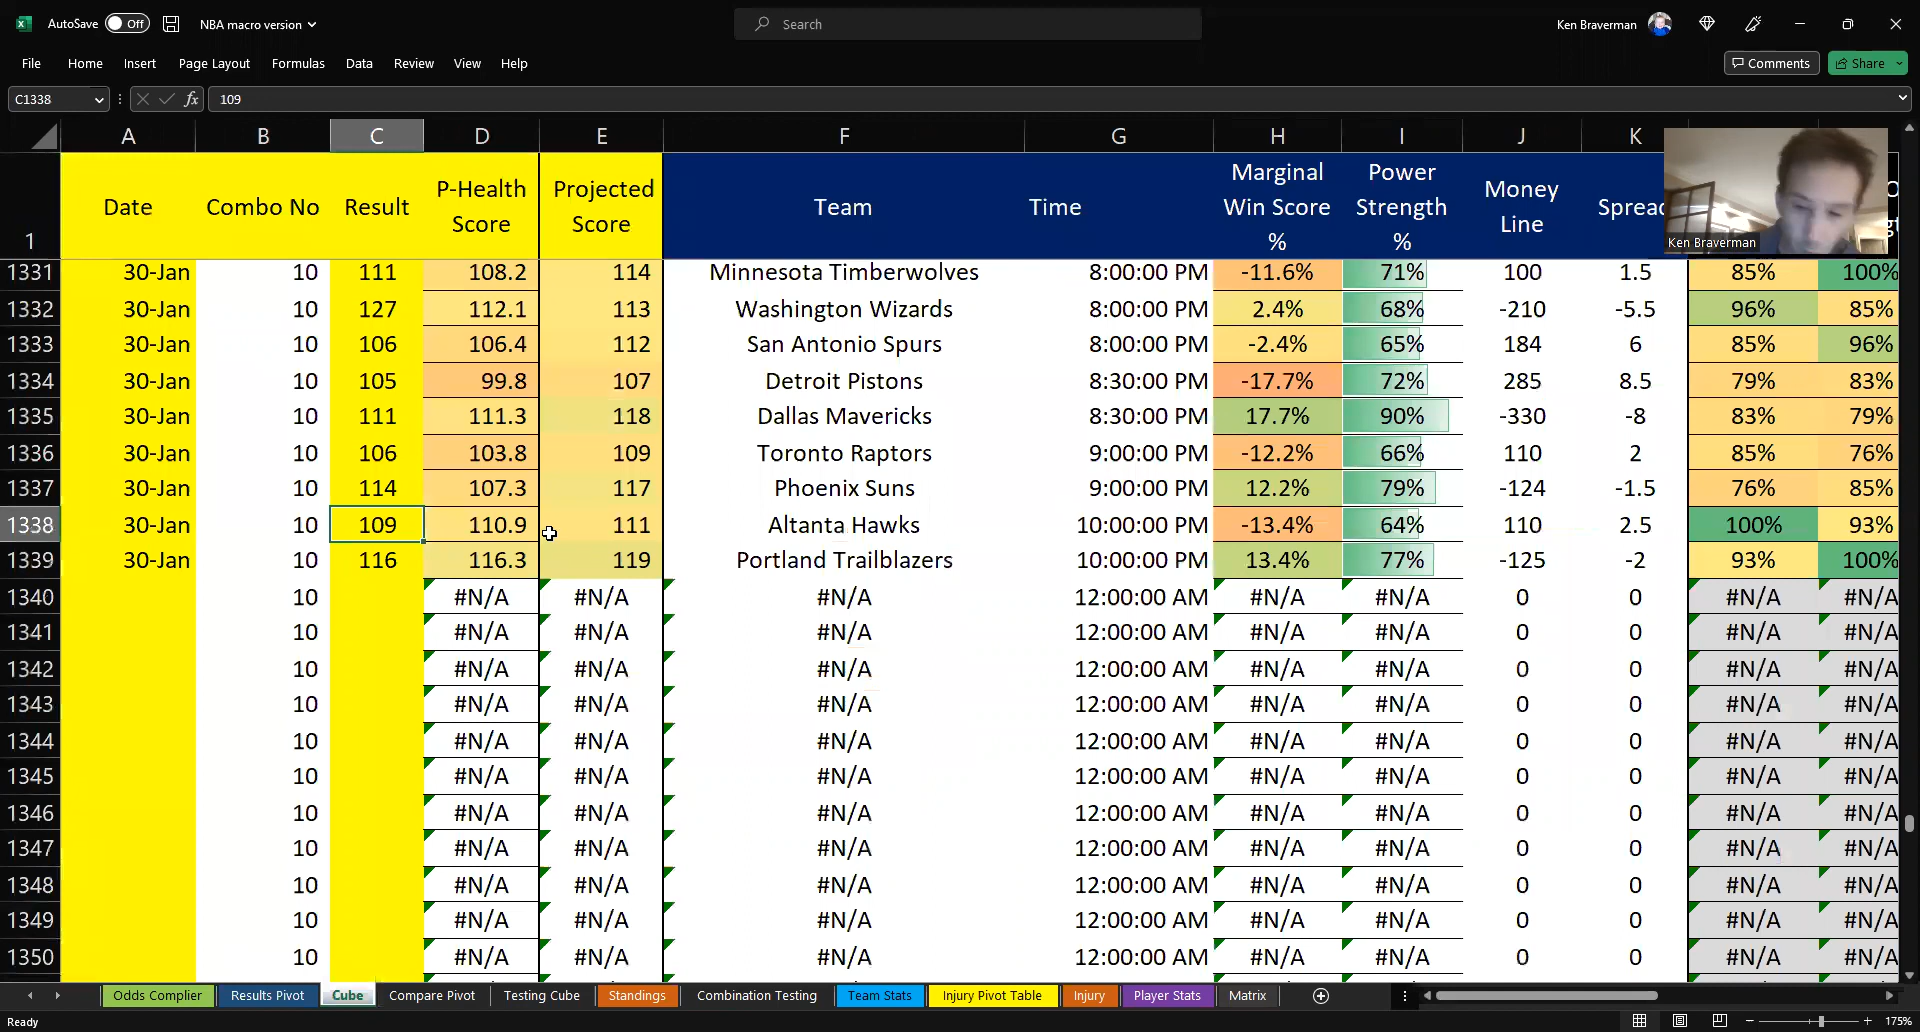 AutoSave Off NBA macro version Search Ken Braverman
File Home Insert Page Layout Formulas Data Review View Help Comments Share
C1338 fx 109
A B C D E F G H I J K
1 Date Combo No Result P-Health Score Projected Score Team Time Marginal Win Score % Power Strength % Money Line Spread
Ken Braverman
1331 30-Jan 10 111 108.2 114 Minnesota Timberwolves 8:00:00 PM -11.6% 71% 100 1.5 85% 100%
1332 30-Jan 10 127 112.1 113 Washington Wizards 8:00:00 PM 2.4% 68% -210 -5.5 96% 85%
1333 30-Jan 10 106 106.4 112 San Antonio Spurs 8:00:00 PM -2.4% 65% 184 6 85% 96%
1334 30-Jan 10 105 99.8 107 Detroit Pistons 8:30:00 PM -17.7% 72% 285 8.5 79% 83%
1335 30-Jan 10 111 111.3 118 Dallas Mavericks 8:30:00 PM 17.7% 90% -330 -8 83% 79%
1336 30-Jan 10 106 103.8 109 Toronto Raptors 9:00:00 PM -12.2% 66% 110 2 85% 76%
1337 30-Jan 10 114 107.3 117 Phoenix Suns 9:00:00 PM 12.2% 79% -124 -1.5 76% 85%
1338 30-Jan 10 109 110.9 111 Altanta Hawks 10:00:00 PM -13.4% 64% 110 2.5 100% 93%
1339 30-Jan 10 116 116.3 119 Portland Trailblazers 10:00:00 PM 13.4% 77% -125 -2 93% 100%
1340 10 #N/A #N/A #N/A 12:00:00 AM #N/A #N/A 0 0 #N/A #N/A
1341 10 #N/A #N/A #N/A 12:00:00 AM #N/A #N/A 0 0 #N/A #N/A
1342 10 #N/A #N/A #N/A 12:00:00 AM #N/A #N/A 0 0 #N/A #N/A
1343 10 #N/A #N/A #N/A 12:00:00 AM #N/A #N/A 0 0 #N/A #N/A
1344 10 #N/A #N/A #N/A 12:00:00 AM #N/A #N/A 0 0 #N/A #N/A
1345 10 #N/A #N/A #N/A 12:00:00 AM #N/A #N/A 0 0 #N/A #N/A
1346 10 #N/A #N/A #N/A 12:00:00 AM #N/A #N/A 0 0 #N/A #N/A
1347 10 #N/A #N/A #N/A 12:00:00 AM #N/A #N/A 0 0 #N/A #N/A
1348 10 #N/A #N/A #N/A 12:00:00 AM #N/A #N/A 0 0 #N/A #N/A
1349 10 #N/A #N/A #N/A 12:00:00 AM #N/A #N/A 0 0 #N/A #N/A
1350 10 #N/A #N/A #N/A 12:00:00 AM #N/A #N/A 0 0 #N/A #N/A
Odds Complier Results Pivot Cube Compare Pivot Testing Cube Standings Combination Testing Team Stats Injury Pivot Table Injury Player Stats Matrix
Ready 175%